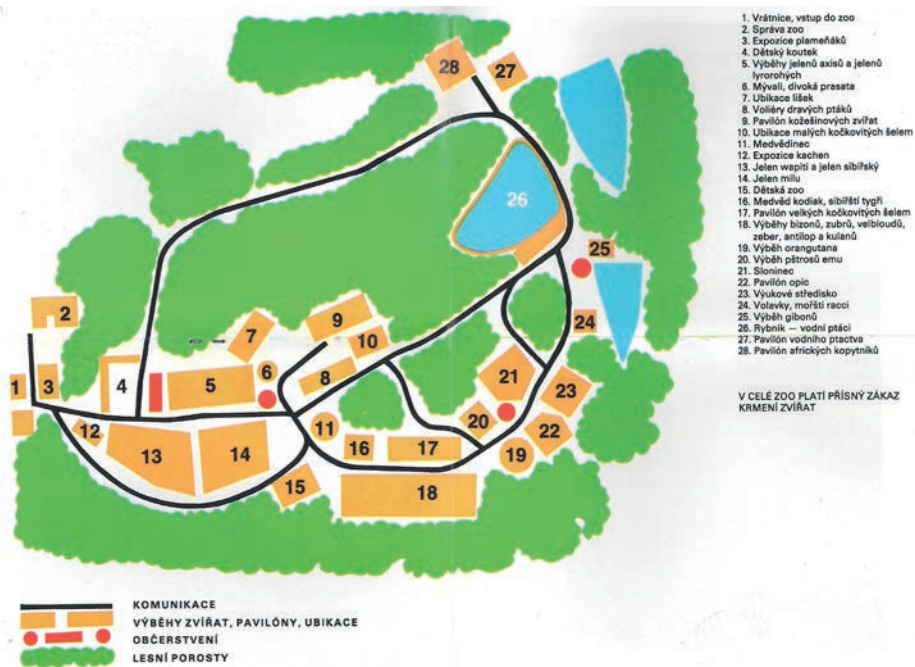 1. Vrátnice, vstup do zoo
2. Správa zoo
3. Expozice plameňáků
4. Dětský koutek
5. Výběhy jelenů axisů a jelenů
lyrorohých
6. Mývali, divoká prasata
7. Ubikace lišek
8. Voliéry dravých ptáků
9. Pavilón kožešinových zvířat
10. Ubikace malých kočkovitých šelem
11. Medvědinec
12. Expozice kachen
13. Jelen wapiti a jelen sibiřský
14. Jelen milu
15. Dětská zoo
16. Medvěd kodiak, sibiřští tygři
17. Pavilón velkých kočkovitých šelem
18. Výběhy bizonů, zubrů, velbloudů,
zeber, antilop a kulanů
19. Výběh orangutana
20. Výběh pštrosů emu
21. Sloninec
22. Pavilón opic
23. Výukové středisko
24. Volavky, mořští racci
25. Výběh gibonů
26. Rybník — vodní ptáci
27. Pavilón vodního ptactva
28. Pavilón afrických kopytníků
V CELÉ ZOO PLATÍ PŘÍSNÝ ZÁKAZ
KRMENÍ ZVÍŘAT
28
27
26
25
24
2
9
7
10
1
3
4
5
6
8
21
23
20
22
12
11
13
14
16
17
19
15
18
KOMUNIKACE
VÝBĚHY ZVÍŘAT, PAVILÓNY, UBIKACE
OBČERSTVENÍ
LESNÍ POROSTY